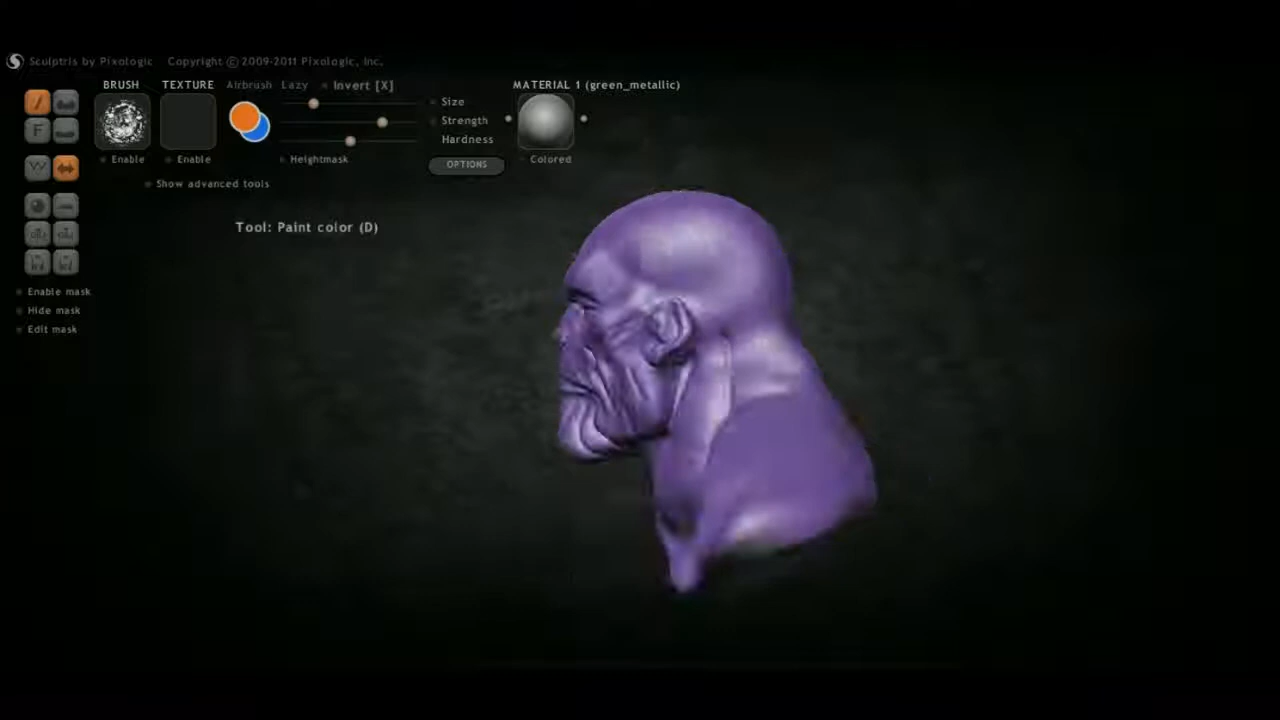 Sculptris by Pixologic Copyright © 2009-2011 Pixologic, Inc.
BRUSH TEXTURE Airbrush Lazy Invert [X] MATERIAL 1 (green_metallic)
Size
Strength
F
Hardness
Enable Enable Heightmask OPTIONS Colored
Show advanced tools
Tool: Paint color (D)
Enable mask
Hide mask
Edit mask